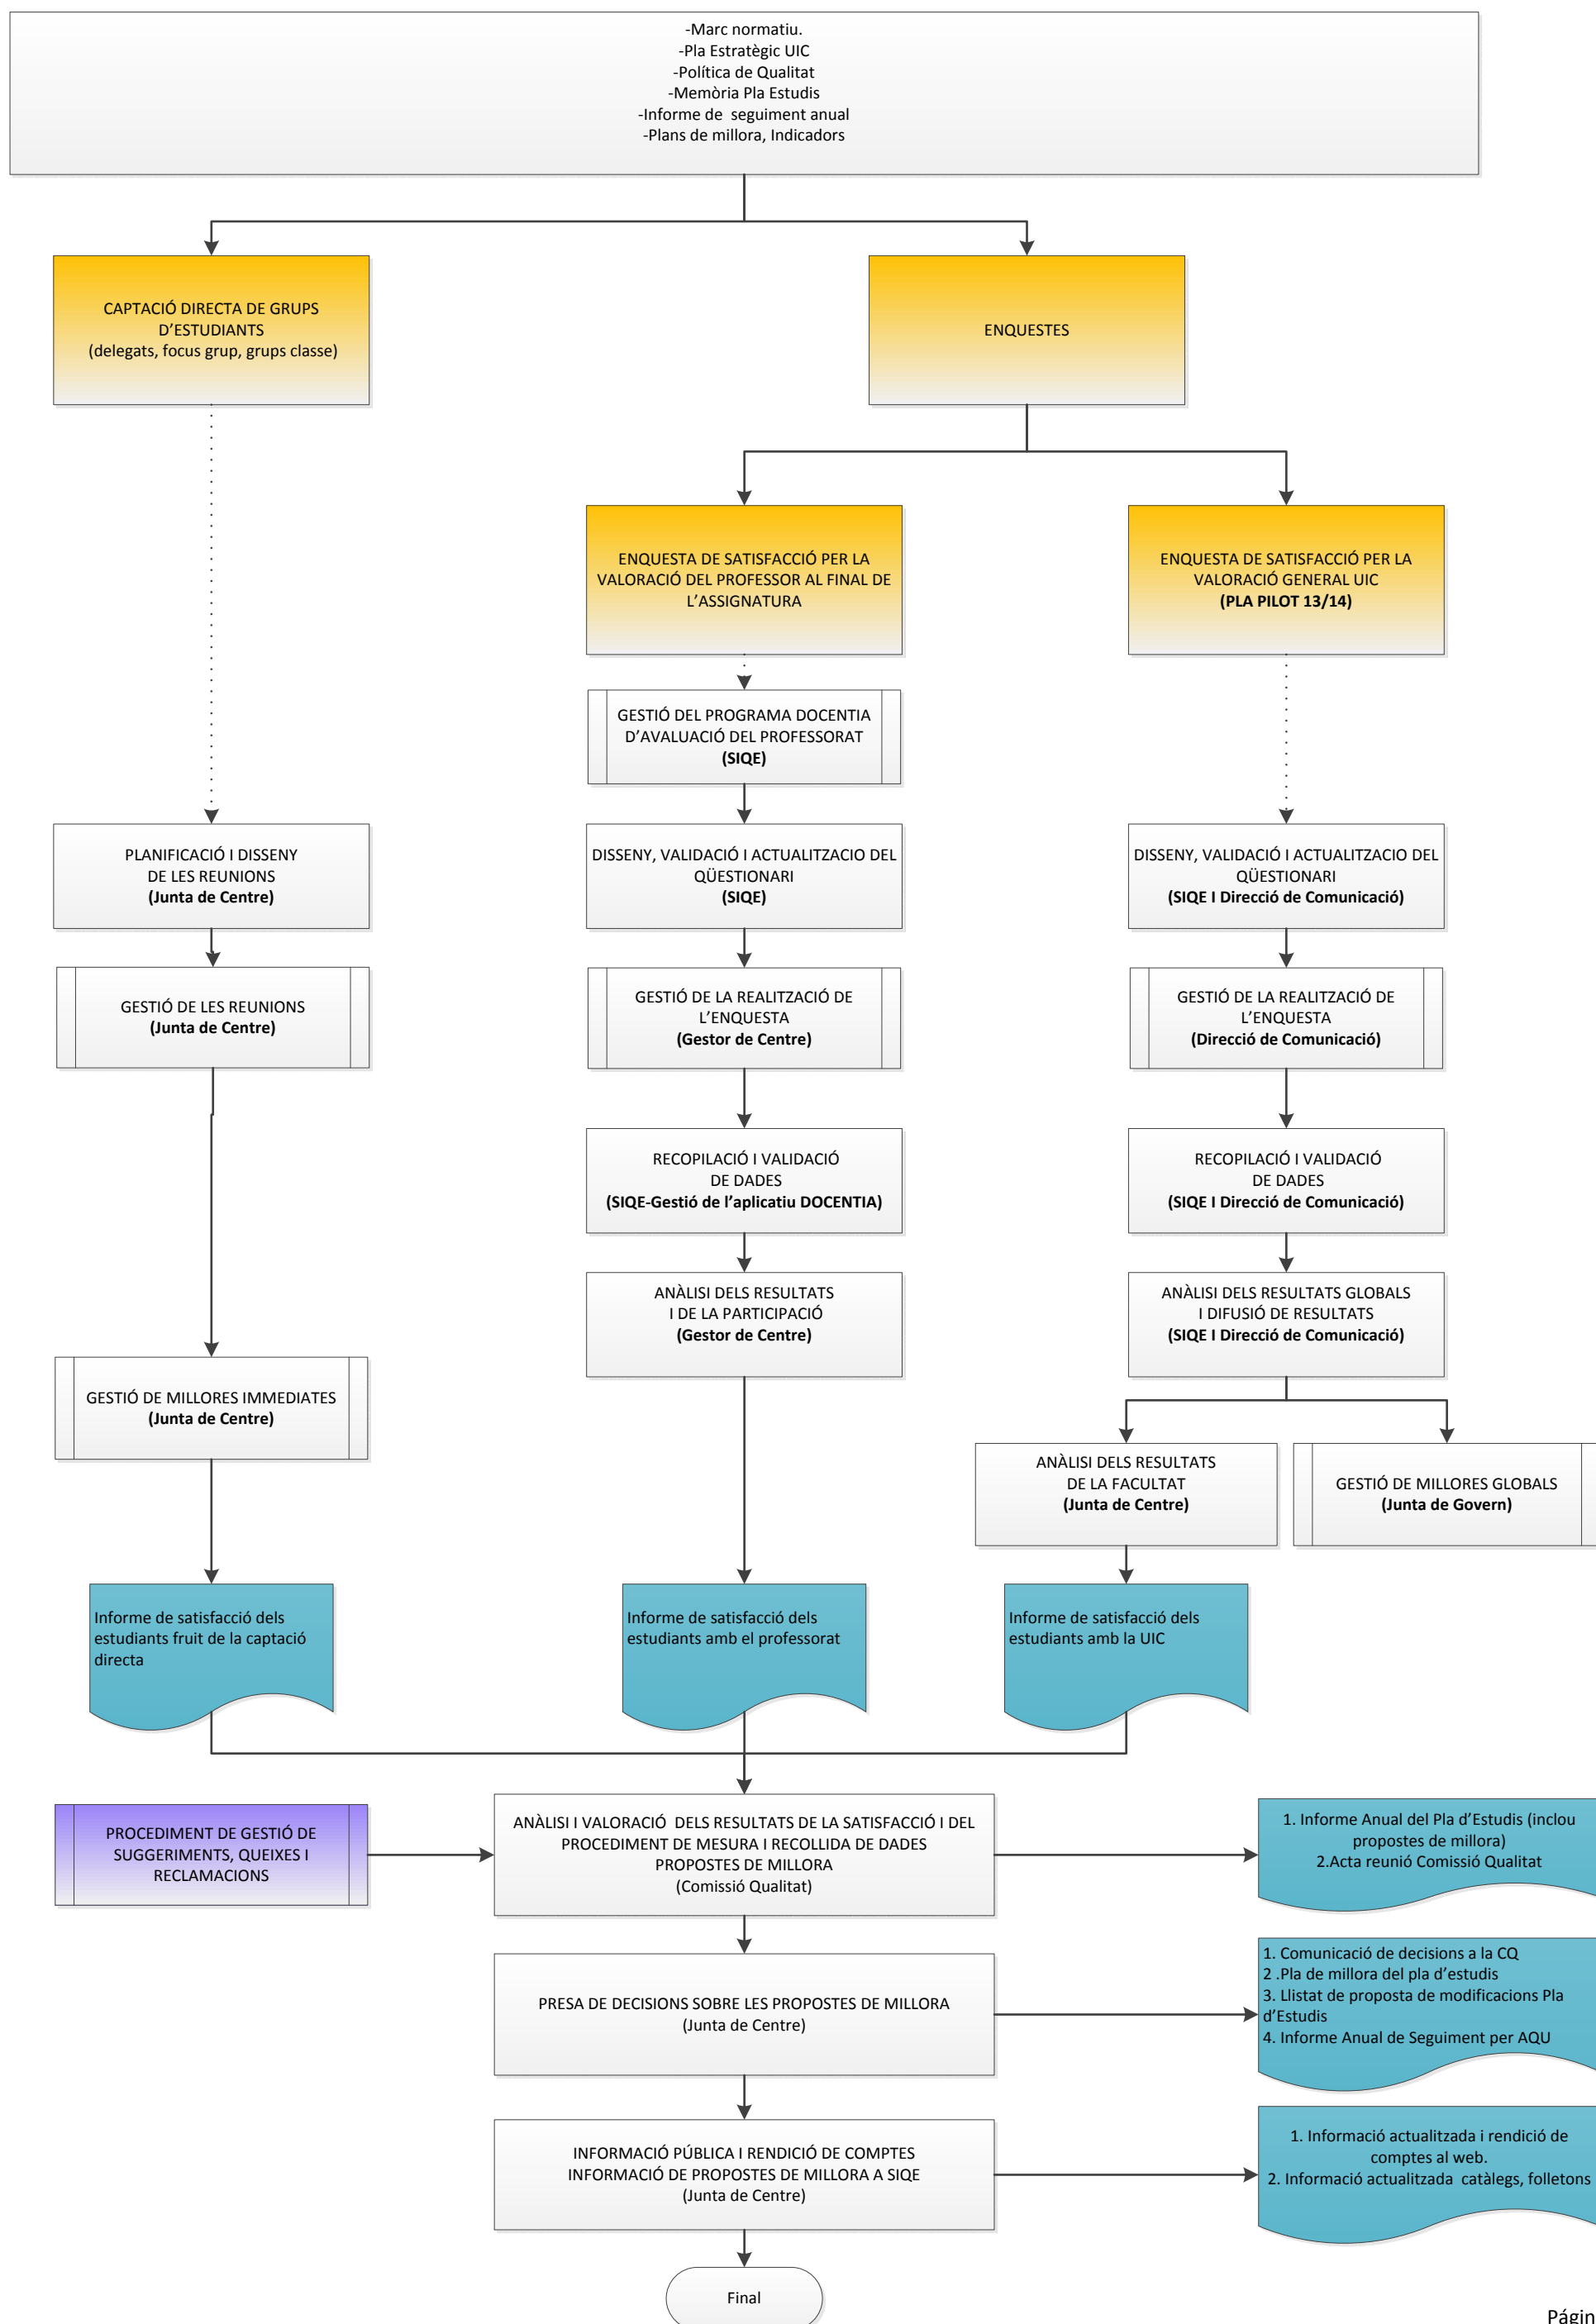 -Marc normatiu.
-Pla Estratègic UIC
-Política de Qualitat
-Memòria Pla Estudis
-Informe de  seguiment anual
-Plans de millora, Indicadors
CAPTACIÓ DIRECTA DE GRUPS
D’ESTUDIANTS
(delegats, focus grup, grups classe)
ENQUESTES
ENQUESTA DE SATISFACCIÓ PER LA
VALORACIÓ DEL PROFESSOR AL FINAL DE
L’ASSIGNATURA
ENQUESTA DE SATISFACCIÓ PER LA
VALORACIÓ GENERAL UIC
(PLA PILOT 13/14)
GESTIÓ DEL PROGRAMA DOCENTIA
D’AVALUACIÓ DEL PROFESSORAT
(SIQE)
PLANIFICACIÓ I DISSENY
DE LES REUNIONS
(Junta de Centre)
DISSENY, VALIDACIÓ I ACTUALITZACIO DEL
QÜESTIONARI
(SIQE)
DISSENY, VALIDACIÓ I ACTUALITZACIO DEL
QÜESTIONARI
(SIQE I Direcció de Comunicació)
GESTIÓ DE LES REUNIONS
(Junta de Centre)
GESTIÓ DE LA REALITZACIÓ DE
L’ENQUESTA
(Gestor de Centre)
GESTIÓ DE LA REALITZACIÓ DE
L’ENQUESTA
(Direcció de Comunicació)
RECOPILACIÓ I VALIDACIÓ
DE DADES
(SIQE-Gestió de l’aplicatiu DOCENTIA)
RECOPILACIÓ I VALIDACIÓ
DE DADES
(SIQE I Direcció de Comunicació)
ANÀLISI DELS RESULTATS
I DE LA PARTICIPACIÓ
(Gestor de Centre)
ANÀLISI DELS RESULTATS GLOBALS
I DIFUSIÓ DE RESULTATS
(SIQE I Direcció de Comunicació)
GESTIÓ DE MILLORES IMMEDIATES
(Junta de Centre)
ANÀLISI DELS RESULTATS
DE LA FACULTAT
(Junta de Centre)
GESTIÓ DE MILLORES GLOBALS
(Junta de Govern)
Informe de satisfacció dels
estudiants fruit de la captació
directa
Informe de satisfacció dels
estudiants amb el professorat
Informe de satisfacció dels
estudiants amb la UIC
PROCEDIMENT DE GESTIÓ DE
SUGGERIMENTS, QUEIXES I
RECLAMACIONS
ANÀLISI I VALORACIÓ  DELS RESULTATS DE LA SATISFACCIÓ I DEL
PROCEDIMENT DE MESURA I RECOLLIDA DE DADES
PROPOSTES DE MILLORA
(Comissió Qualitat)
1. Informe Anual del Pla d’Estudis (inclou
propostes de millora)
2.Acta reunió Comissió Qualitat
PRESA DE DECISIONS SOBRE LES PROPOSTES DE MILLORA
(Junta de Centre)
1. Comunicació de decisions a la CQ
2 .Pla de millora del pla d’estudis
3. Llistat de proposta de modificacions Pla
d’Estudis
4. Informe Anual de Seguiment per AQU
INFORMACIÓ PÚBLICA I RENDICIÓ DE COMPTES
INFORMACIÓ DE PROPOSTES DE MILLORA A SIQE
(Junta de Centre)
1. Informació actualitzada i rendició de
comptes al web.
2. Informació actualitzada  catàlegs, folletons
Final
Págin